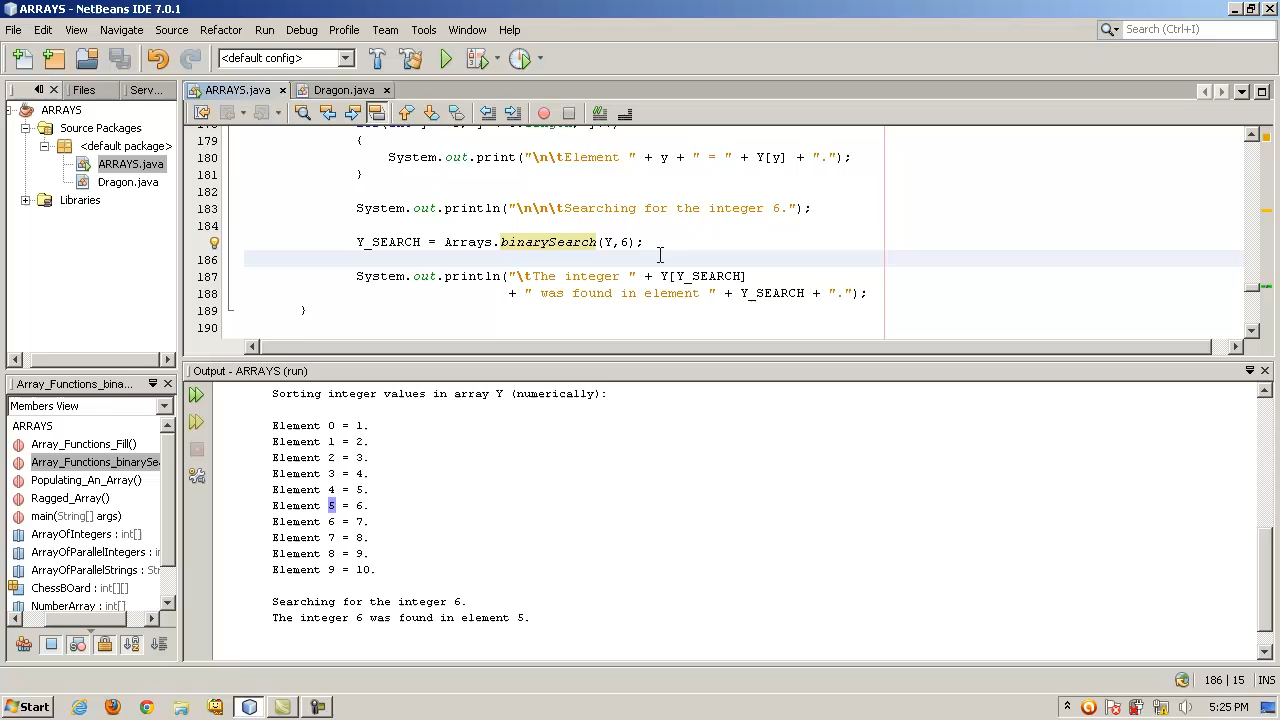 ARRAYS - NetBeans IDE 7.0.1
File Edit View Navigate Source Refactor Run Debug Profile Team Tools Window Help
Search (Ctrl+I)
<default config>
Files Serv...
ARRAYS.java Dragon.java
ARRAYS
Source Packages
<default package>
ARRAYS.java
Dragon.java
Libraries
179 {
180 System.out.print("\n\tElement " + y + " = " + Y[y] + ".");
181 }
182
183 System.out.println("\n\n\tSearching for the integer 6.");
184
Y_SEARCH = Arrays.binarySearch(Y,6);
186
187 System.out.println("\tThe integer " + Y[Y_SEARCH]
188 + " was found in element " + Y_SEARCH + ".");
189 }
190
Array_Functions_bina...
Members View
ARRAYS
Array_Functions_Fill()
Array_Functions_binarySe
Populating_An_Array()
Ragged_Array()
main(String[] args)
ArrayOfIntegers : int[]
ArrayOfParallelIntegers : in
ArrayOfParallelStrings : Str
ChessBOard : int[][]
NumberArray : int[]
Output - ARRAYS (run)
Sorting integer values in array Y (numerically):
Element 0 = 1.
Element 1 = 2.
Element 2 = 3.
Element 3 = 4.
Element 4 = 5.
Element 5 = 6.
Element 6 = 7.
Element 7 = 8.
Element 8 = 9.
Element 9 = 10.
Searching for the integer 6.
The integer 6 was found in element 5.
186 | 15 INS
Start
5:25 PM